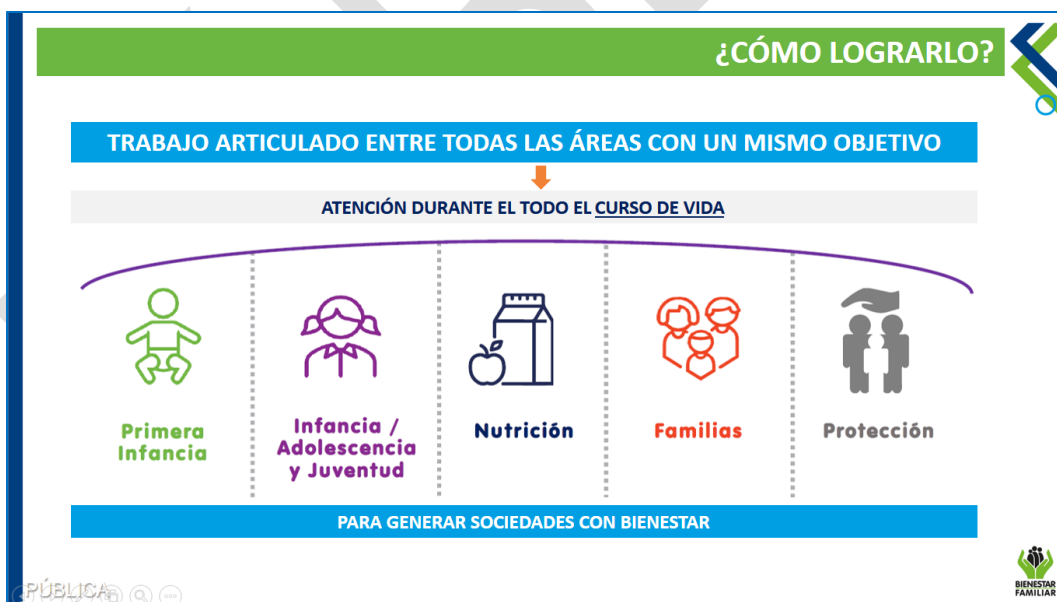 ¿CÓMO LOGRARLO?
TRABAJO ARTICULADO ENTRE TODAS LAS ÁREAS CON UN MISMO OBJETIVO
ATENCIÓN DURANTE EL TODO EL CURSO DE VIDA
Primera
Infancia
Infancia /
Adolescencia
y Juventud
Nutrición
Familias
Protección
PARA GENERAR SOCIEDADES CON BIENESTAR
PÚBLICA
BIENESTAR
FAMILIAR